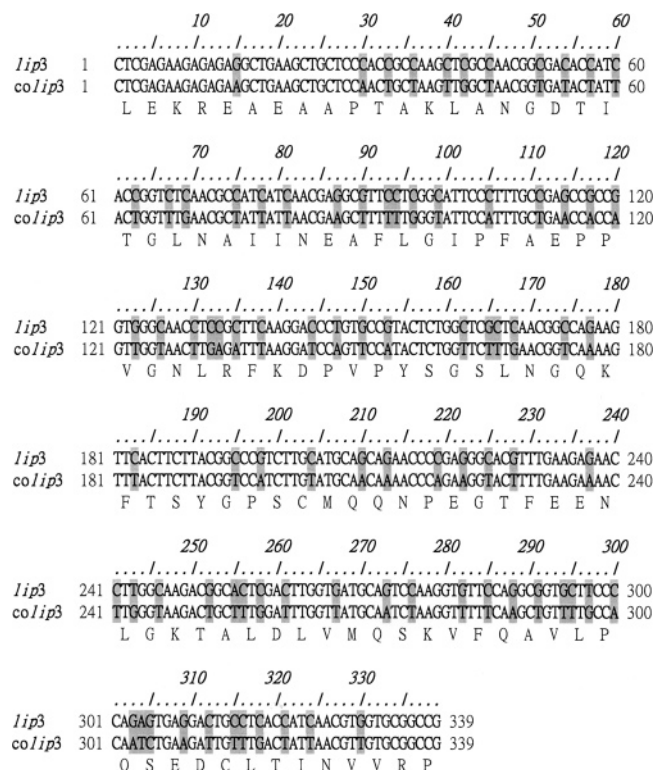 10 20 30 40 50 60
....../....../....../....../....../....../....../....../....../....../....../......
lip3 1 CTCGAGAAGAGAGAGGCTGAAGCTGCTCCCACCGCCAAGCTCGCCAACGGCGACACCATC 60
colip3 1 CTCGAGAAGAGAGAAGCTGAAGCTGCTCCAACTGCTAAGTTGGCTAACGGTGATACTATT 60
L E K R E A E A A P T A K L A N G D T I
70 80 90 100 110 120
....../....../....../....../....../....../....../....../....../....../....../......
lip3 61 ACCGGTCTCAACGCCATCATCAACGAGGCGTTCCTCGGCATTCCCTTTGCCGAGCCGCCG 120
colip3 61 ACTGGTTTGAACGCTATTATTAACGAAGCTTTTTTGGGTATTCCATTTGCTGAACCACCA 120
T G L N A I I N E A F L G I P F A E P P
130 140 150 160 170 180
....../....../....../....../....../....../....../....../....../....../....../......
lip3 121 GTGGGCAACCTCCGCTTCAAGGACCCTGTGCCGTACTCTGGCTCGCTCAACGGCCAGAAG 180
colip3 121 GTTGGTAACTTGAGATTTAAGGATCCAGTTCCATACTCTGGTTCTTTGAACGGTCAAAAG 180
V G N L R F K D P V P Y S G S L N G Q K
190 200 210 220 230 240
....../....../....../....../....../....../....../....../....../....../....../......
lip3 181 TTCACTTCTTACGGCCCGTCTTGCATGCAGCAGAACCCCGAGGGCACGTTTGAAGAGAAC 240
colip3 181 TTTACTTCTTACGGTCCATCTTGTATGCAACAAAACCCAGAAGGTACTTTTGAAGAAAAC 240
F T S Y G P S C M Q Q N P E G T F E E N
250 260 270 280 290 300
....../....../....../....../....../....../....../....../....../....../....../......
lip3 241 CTTGGCAAGACGGCACTCGACTTGGTGATGCAGTCCAAGGTGTTCCAGGCGGTGCTTCCC 300
colip3 241 TTGGGTAAGACTGCTTTGGATTTGGTTATGCAATCTAAGGTTTTTCAAGCTGTTTTGCCA 300
L G K T A L D L V M Q S K V F Q A V L P
310 320 330
....../....../....../....../....../....../....../......
lip3 301 CAGAGTGAGGACTGCCTCACCATCAACGTGGTGCGGCCG 339
colip3 301 CAATCTGAAGATTGTTTGACTATTAACGTTGTGCGGCCG 339
Q S E D C L T I N V V R P